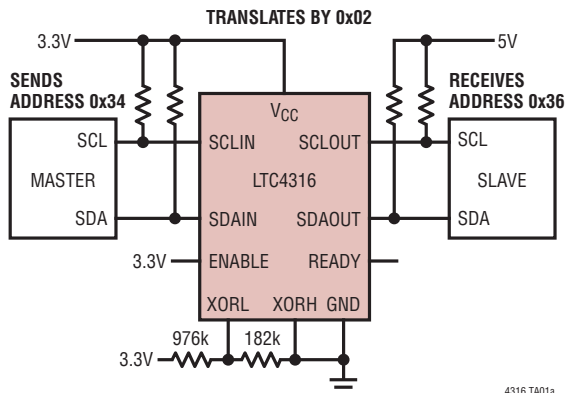 TRANSLATES BY 0x02
3.3V
5V
SENDS
ADDRESS 0x34
RECEIVES
ADDRESS 0x36
VCC
SCL
SCLIN
SCLOUT
SCL
MASTER
LTC4316
SLAVE
SDA
SDAIN
SDAOUT
SDA
3.3V
ENABLE
READY
XORL
XORH
GND
976k
182k
3.3V
4316 TA01a